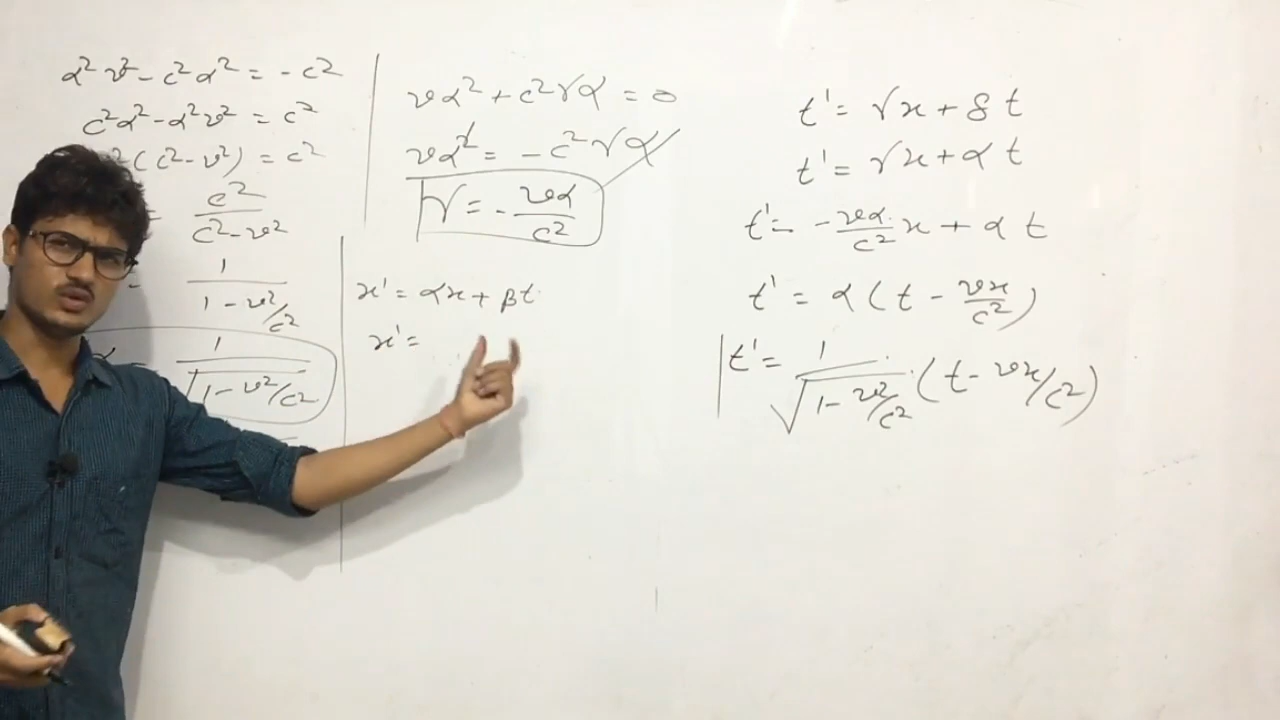 α²v² - c²α² = -c²
c²α² - α²v² = c²
²(c² - v²) = c²
= c²/(c² - v²)
= 1/(1 - v²/c²)
= 1/√(1 - v²/c²)
vα² + c²γα = 0
vα² = -c²γα
γ = -vα/c²
x' = αx + βt
x' =
t' = γx + δt
t' = γx + αt
t' = -vα/c² x + αt
t' = α(t - vx/c²)
t' = 1/√(1 - v²/c²) (t - vx/c²)